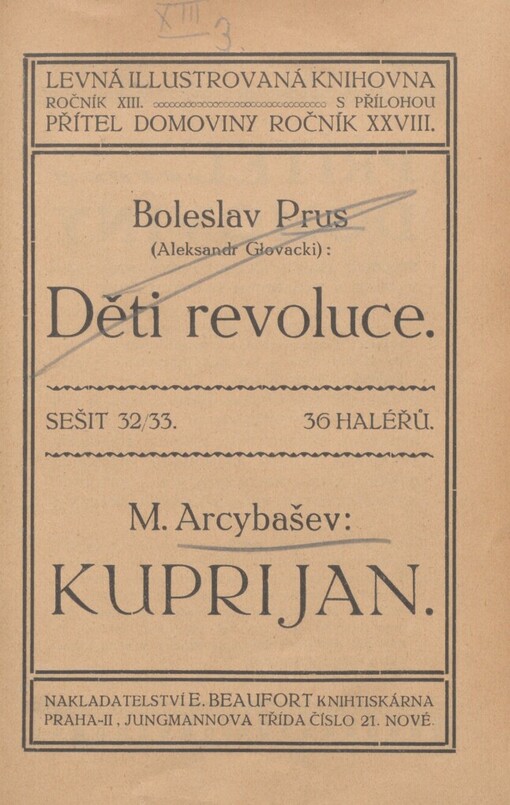 XIII
3.
LEVNÁ ILLUSTROVANÁ KNIHOVNA
ROČNÍK XIII. S PŘÍLOHOU
PŘÍTEL DOMOVINY ROČNÍK XXVIII.
Boleslav Prus
(Aleksandr Głovacki):
Děti revoluce.
SEŠIT 32/33. 36 HALÉŘŮ.
M. Arcybašev:
KUPRIJAN.
NAKLADATELSTVÍ E. BEAUFORT KNIHTISKÁRNA
PRAHA-II, JUNGMANNOVA TŘÍDA ČÍSLO 21. NOVÉ.